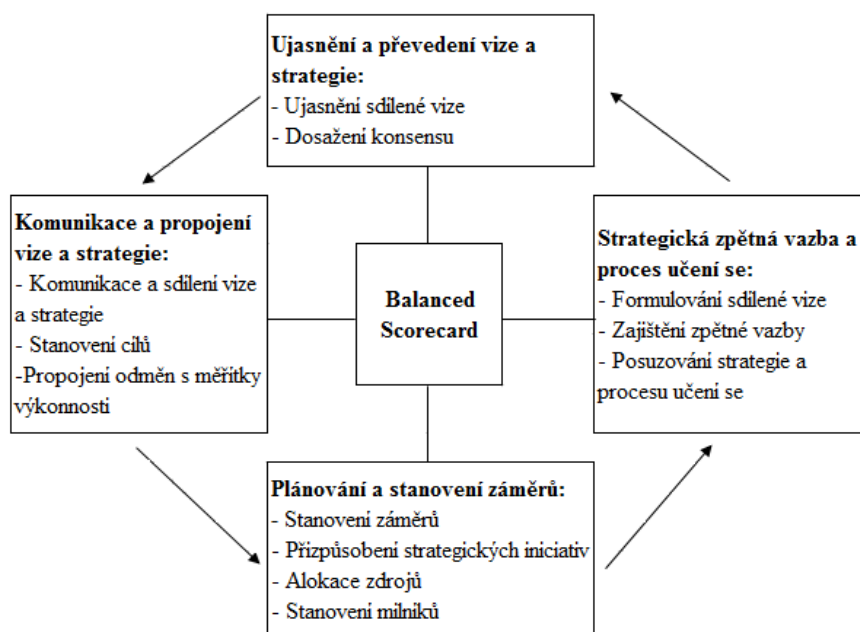 Ujasnění a převedení vize a
strategie:
- Ujasnění sdílené vize
- Dosažení konsensu
Komunikace a propojení
vize a strategie:
- Komunikace a sdílení vize
a strategie
- Stanovení cílů
-Propojení odměn s měřítky
výkonnosti
Balanced
Scorecard
Strategická zpětná vazba a
proces učení se:
- Formulování sdílené vize
- Zajištění zpětné vazby
- Posuzování strategie a
procesu učení se
Plánování a stanovení záměrů:
- Stanovení záměrů
- Přizpůsobení strategických iniciativ
- Alokace zdrojů
- Stanovení milníků